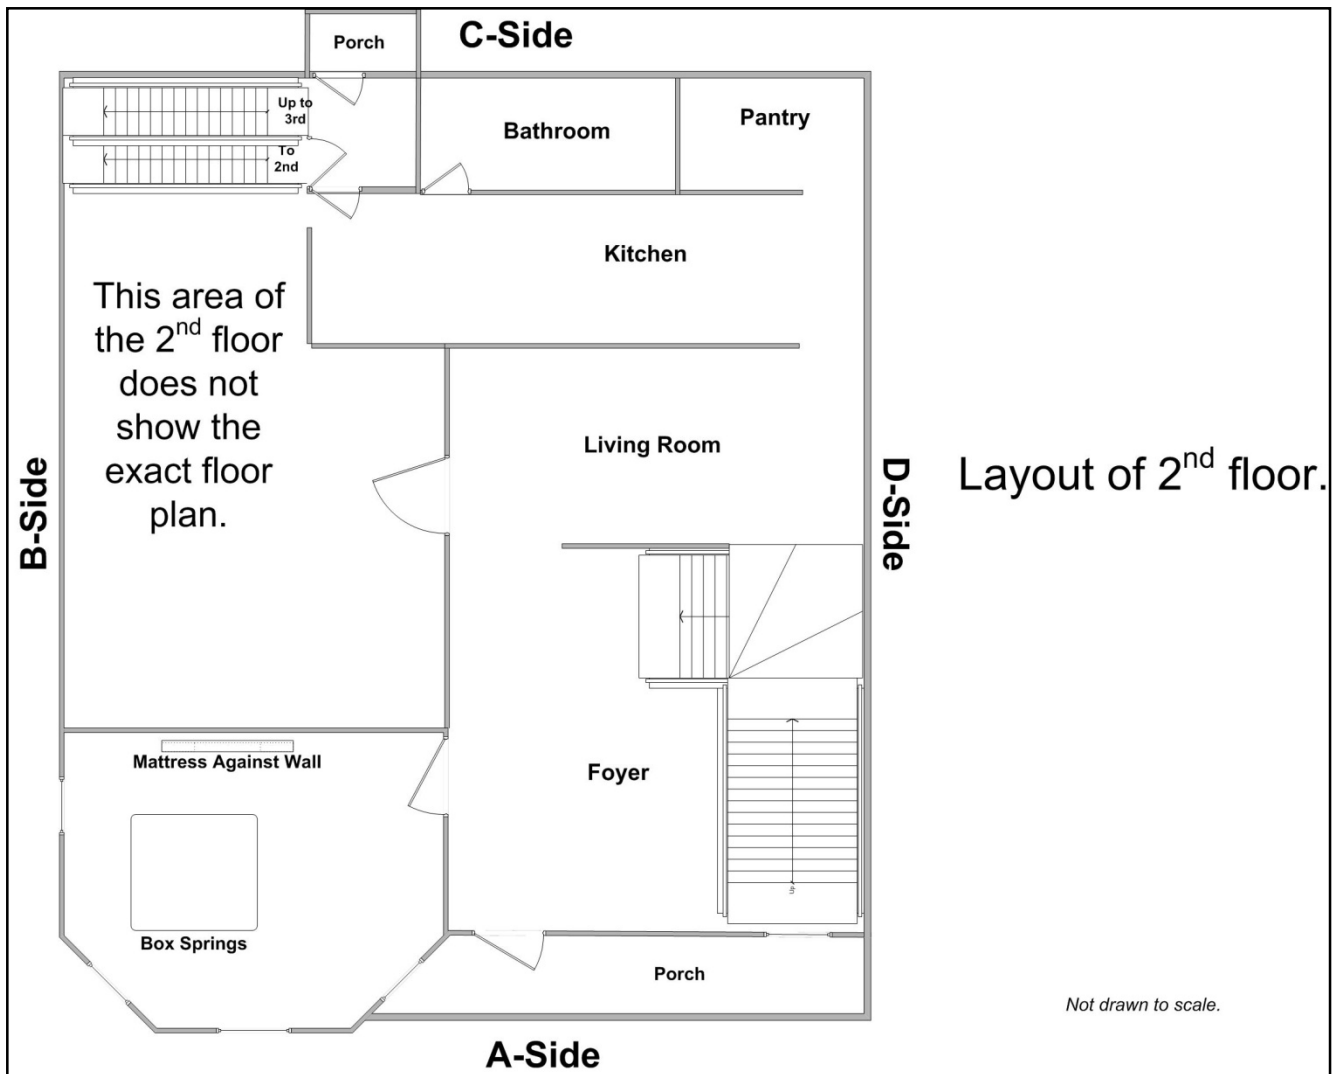 C-Side
Porch
Up to
3rd
To
2nd
Bathroom
Pantry
Kitchen
This area of
the 2nd floor
does not
show the
exact floor
plan.
Living Room
B-Side
D-Side
Layout of 2nd floor.
Mattress Against Wall
Foyer
Box Springs
Up
Porch
Not drawn to scale.
A-Side